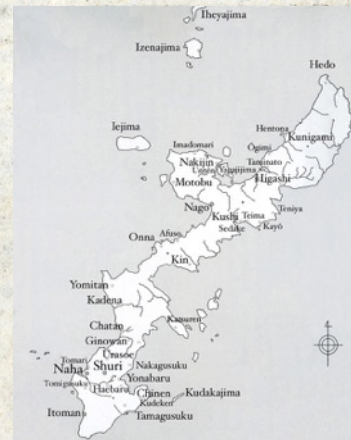 Iheyajima
Izenajima
Hedo
Iejima
Hentona
Kunigami
Imadomari
Ōgimi
Nakijin
Taminato
Motobu
Higashi
Nago
Teniya
Kushi
Teima
Sedake
Kayō
Onna
Afuso
Kin
Yomitan
Kadena
Katsuren
Chatan
Ginowan
Urasoe
Tomari
Naha
Shuri
Nakagusuku
Tomigusuku
Yonabaru
Haebaru
Chinen
Kudakajima
Kudeken
Itoman
Tamagusuku